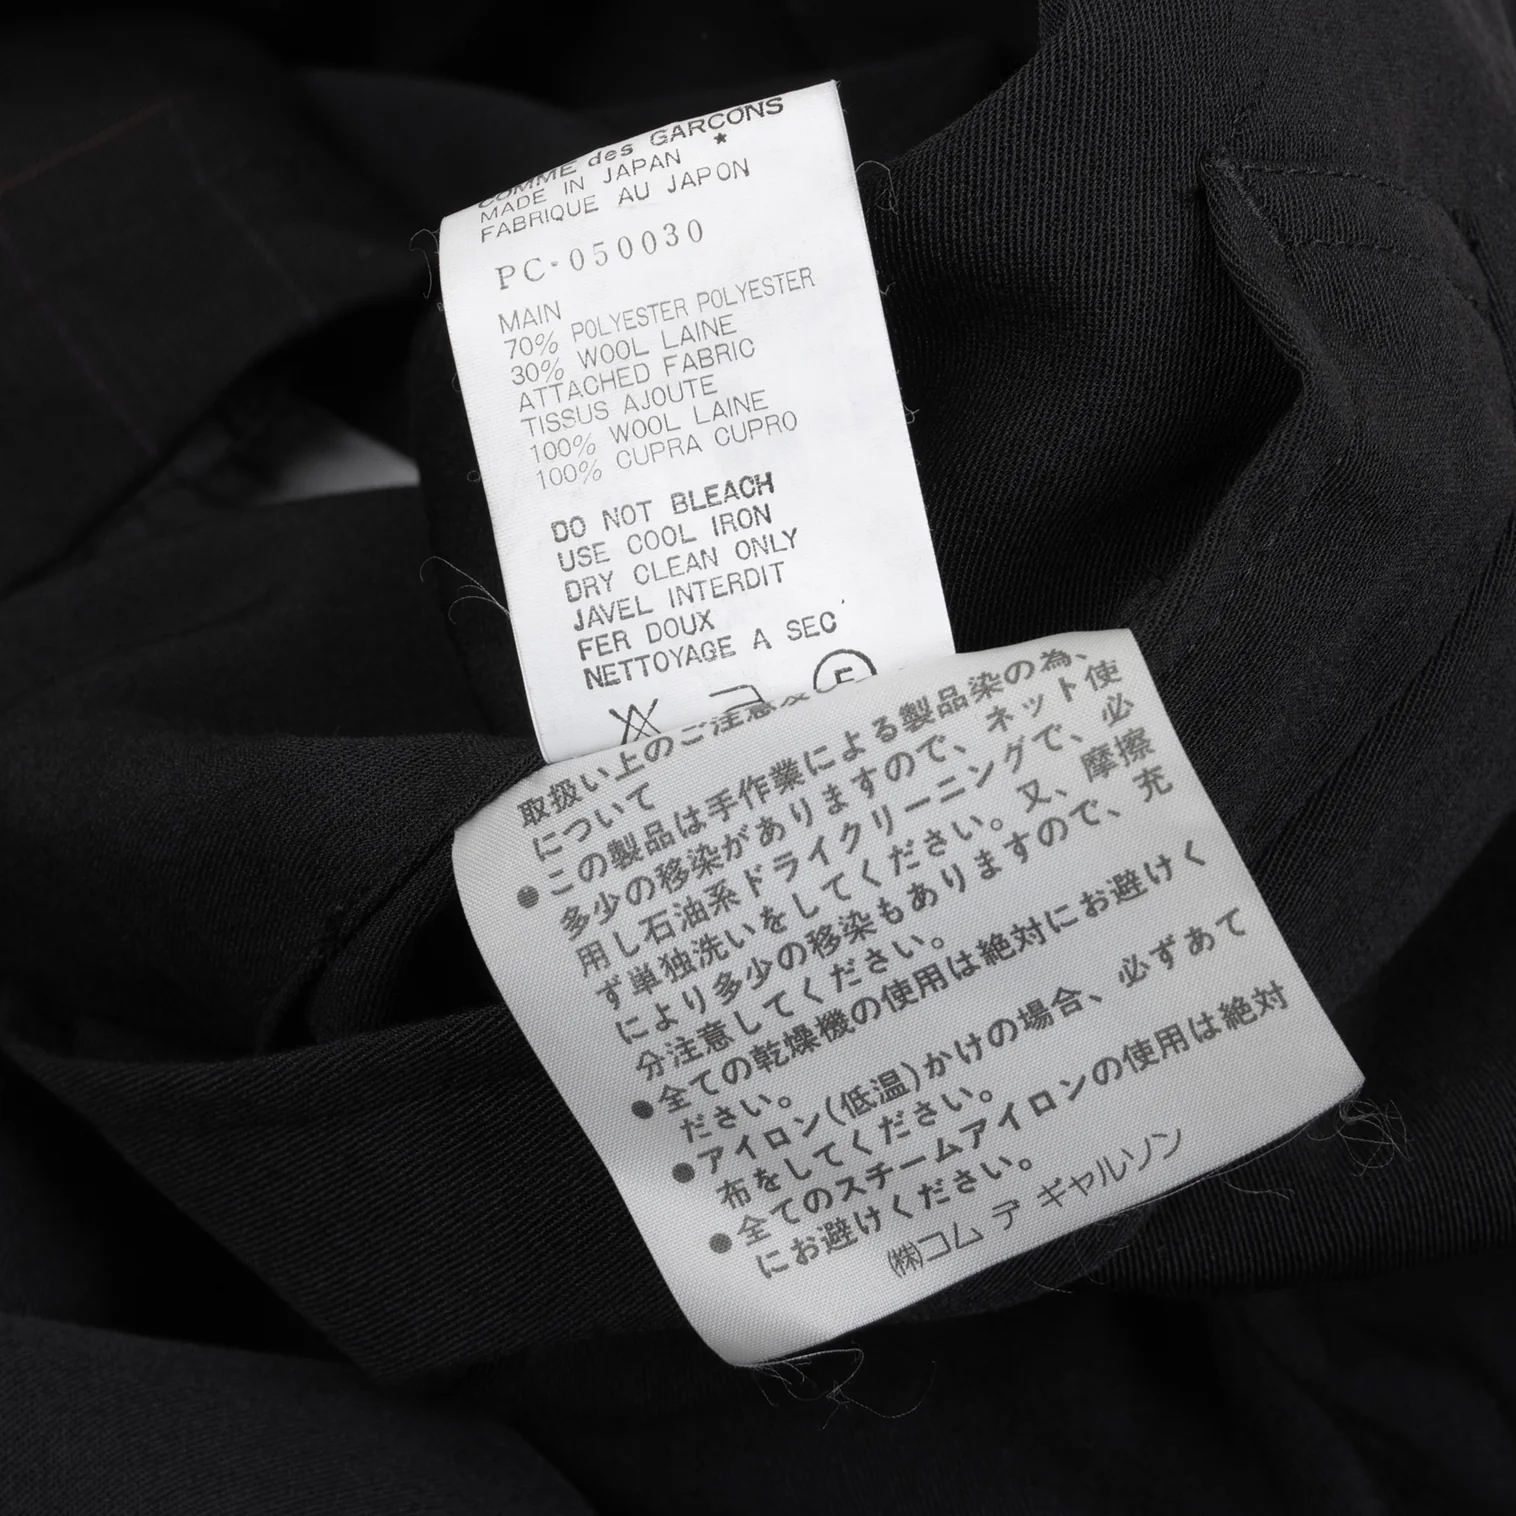 COMME des GARCONS
MADE IN JAPAN *
FABRIQUE AU JAPON
PC-050030
MAIN
70% POLYESTER POLYESTER
30% WOOL LAINE
ATTACHED FABRIC
TISSUS AJOUTE
100% WOOL LAINE
100% CUPRA CUPRO
DO NOT BLEACH
USE COOL IRON
DRY CLEAN ONLY
JAVEL INTERDIT
FER DOUX
NETTOYAGE A SEC
F
取扱い上のご注意
について
●この製品は手作業による製品染の為、
多少の移染がありますので、ネット使
用し石油系ドライクリーニングで、必
ず単独洗いをしてください。又、摩擦
により多少の移染もありますので、充
分注意してください。
●全ての乾燥機の使用は絶対にお避けく
ださい。
●アイロン(低温)かけの場合、必ずあて
布をしてください。
●全てのスチームアイロンの使用は絶対
にお避けください。
㈱コム デ ギャルソン